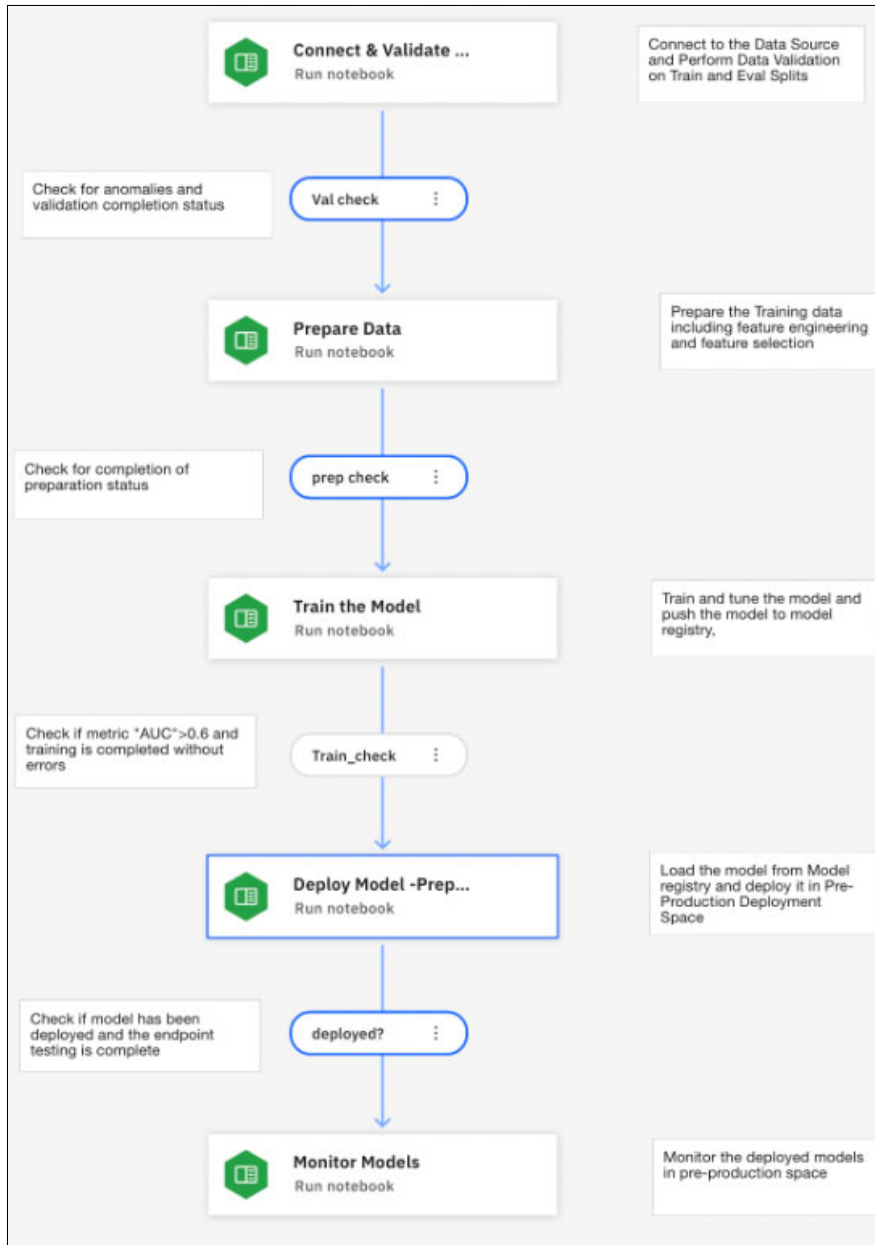 Connect & Validate ...
Run notebook
Connect to the Data Source
and Perform Data Validation
on Train and Eval Splits
Check for anomalies and
validation completion status
Val check
Prepare Data
Run notebook
Prepare the Training data
including feature engineering
and feature selection
Check for completion of
preparation status
prep check
Train the Model
Run notebook
Train and tune the model and
push the model to model
registry,
Check if metric "AUC">0.6 and
training is completed without
errors
Train_check
Deploy Model -Prep...
Run notebook
Load the model from Model
registry and deploy it in Pre-
Production Deployment
Space
Check if model has been
deployed and the endpoint
testing is complete
deployed?
Monitor Models
Run notebook
Monitor the deployed models
in pre-production space